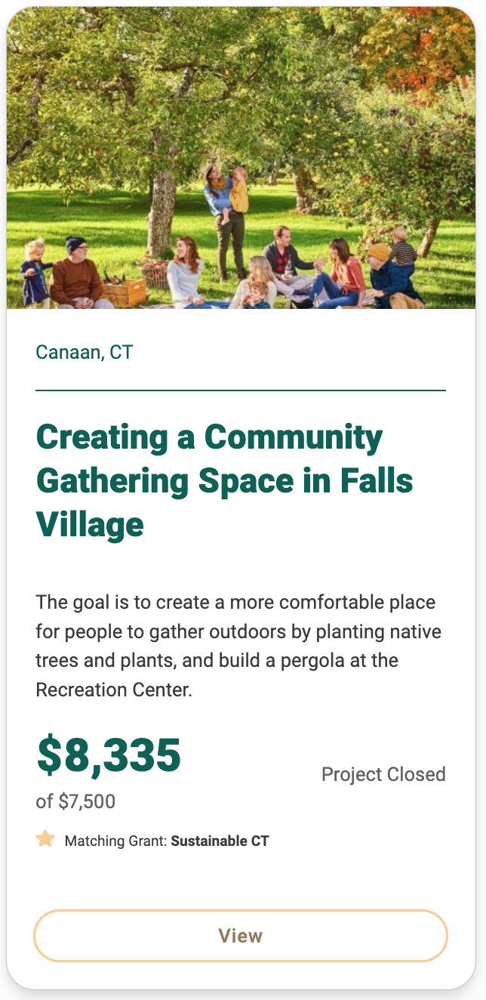 Canaan, CT
Creating a Community
Gathering Space in Falls
Village
The goal is to create a more comfortable place
for people to gather outdoors by planting native
trees and plants, and build a pergola at the
Recreation Center.
$8,335
Project Closed
of $7,500
Matching Grant: Sustainable CT
View